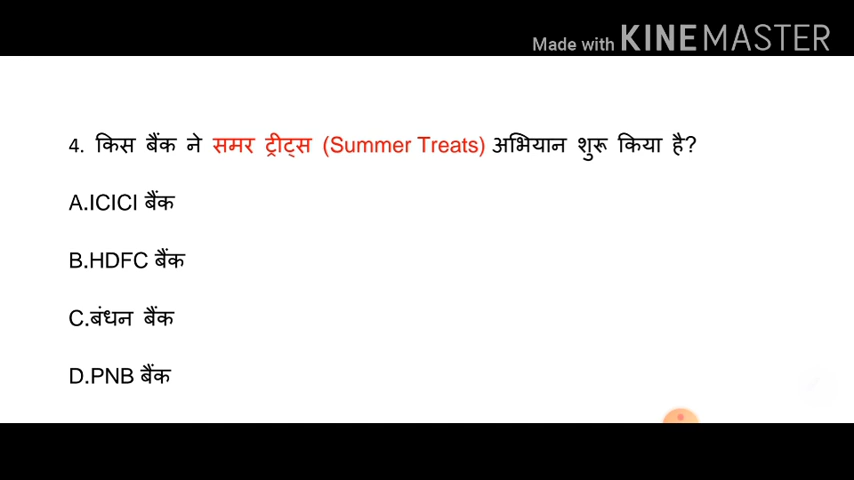 Made with KINEMASTER
4. किस बैंक ने समर ट्रीट्स (Summer Treats) अभियान शुरू किया है?
A.ICICI बैंक
B.HDFC बैंक
C.बंधन बैंक
D.PNB बैंक